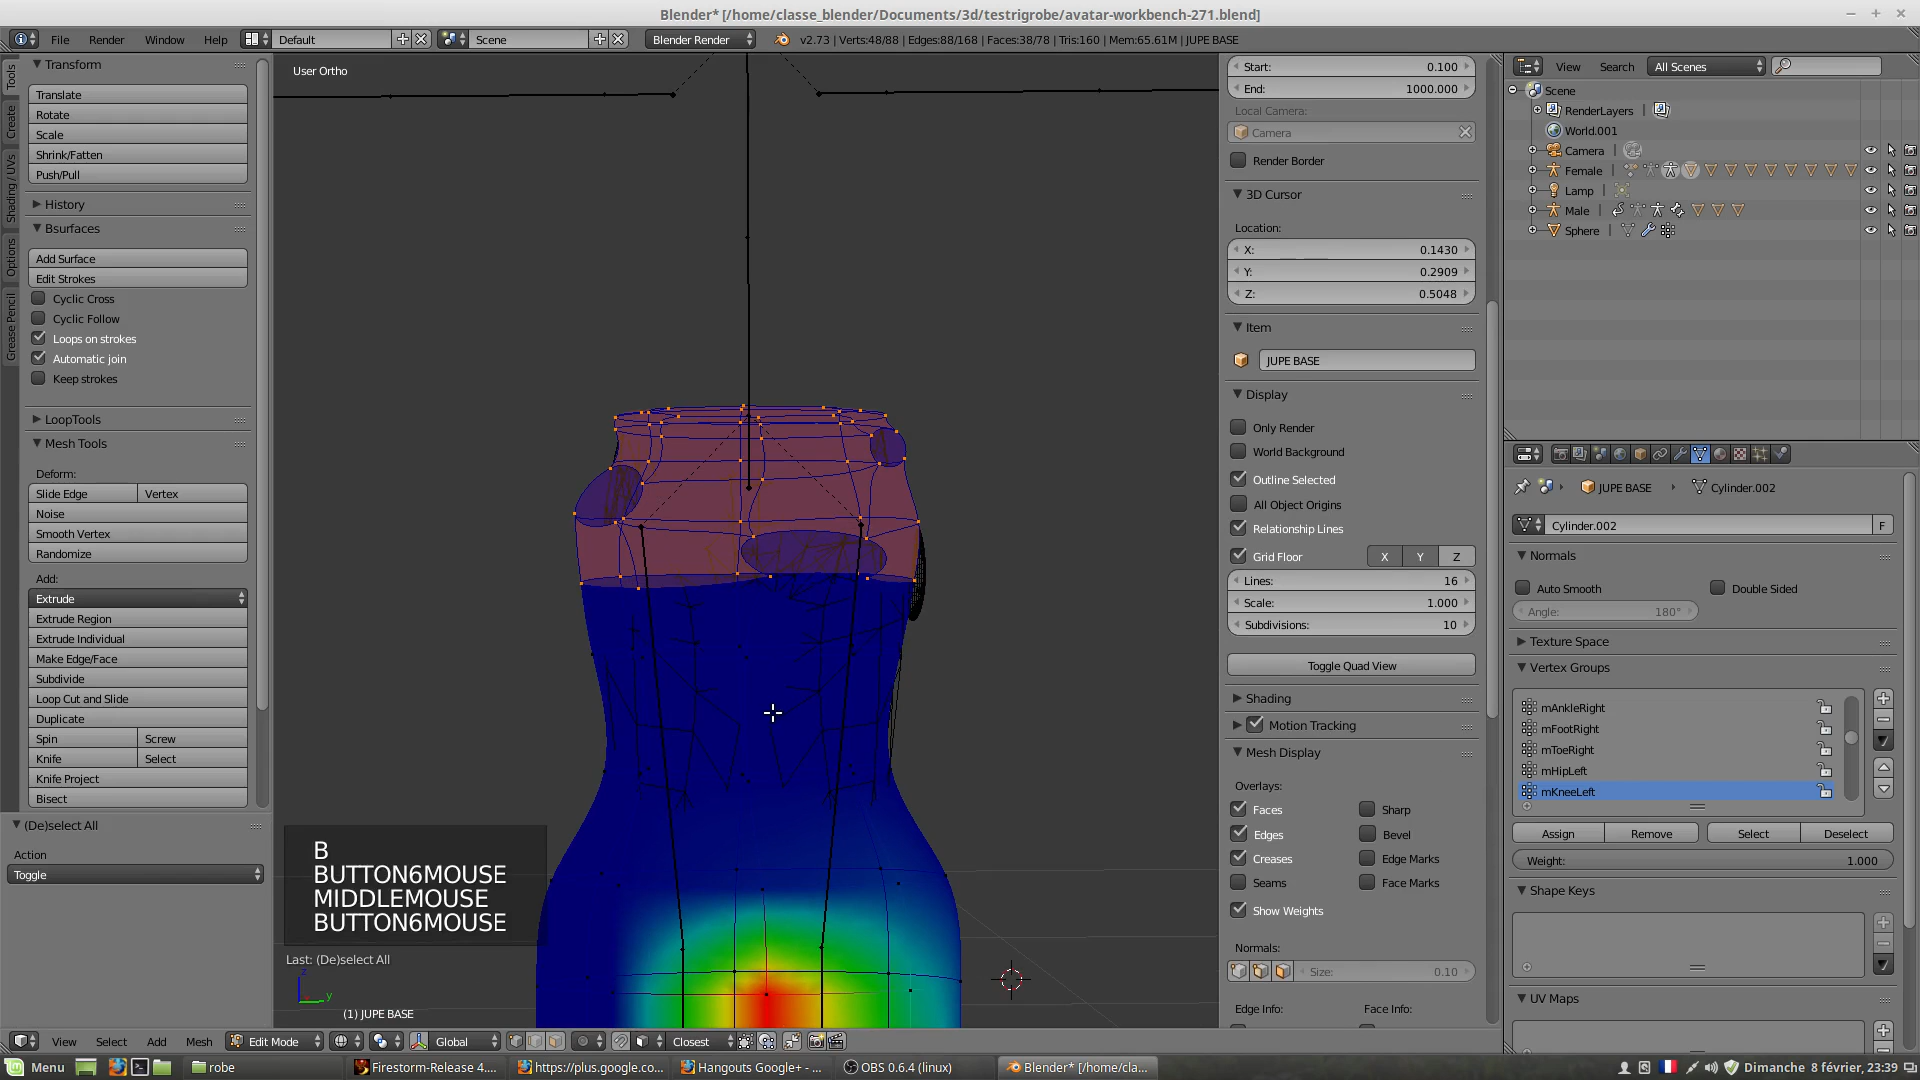 Blender* [/home/classe_blender/Documents/3d/testrigrobe/avatar-workbench-271.blend]
File Render Window Help Default Scene Blender Render v2.73 | Verts:48/88 | Edges:88/168 | Faces:38/78 | Tris:160 | Mem:65.61M | JUPE BASE
Tools
Create
Shading / UVs
Options
Grease Pencil
Transform
Translate
Rotate
Scale
Shrink/Fatten
Push/Pull
History
Bsurfaces
Add Surface
Edit Strokes
Cyclic Cross
Cyclic Follow
Loops on strokes
Automatic join
Keep strokes
LoopTools
Mesh Tools
Deform:
Slide Edge Vertex
Noise
Smooth Vertex
Randomize
Add:
Extrude
Extrude Region
Extrude Individual
Make Edge/Face
Subdivide
Loop Cut and Slide
Duplicate
Spin Screw
Knife Select
Knife Project
Bisect
(De)select All
Action
Toggle
User Ortho
B
BUTTON6MOUSE
MIDDLEMOUSE
BUTTON6MOUSE
Last: (De)select All
z
y
(1) JUPE BASE
View Select Add Mesh Edit Mode Global Closest
Start: 0.100
End: 1000.000
Local Camera:
Camera
Render Border
3D Cursor
Location:
X: 0.1430
Y: 0.2909
Z: 0.5048
Item
JUPE BASE
Display
Only Render
World Background
Outline Selected
All Object Origins
Relationship Lines
Grid Floor X Y Z
Lines: 16
Scale: 1.000
Subdivisions: 10
Toggle Quad View
Shading
Motion Tracking
Mesh Display
Overlays:
Faces Sharp
Edges Bevel
Creases Edge Marks
Seams Face Marks
Show Weights
Normals:
Size: 0.10
Edge Info: Face Info:
View Search All Scenes
Scene
RenderLayers |
World.001
Camera |
Female |
Lamp |
Male |
Sphere |
JUPE BASE Cylinder.002
Cylinder.002 F
Normals
Auto Smooth Double Sided
Angle: 180°
Texture Space
Vertex Groups
mAnkleRight
mFootRight
mToeRight
mHipLeft
mKneeLeft
Assign Remove Select Deselect
Weight: 1.000
Shape Keys
UV Maps
Menu robe Firestorm-Release 4.... https://plus.google.co... Hangouts Google+ - ... OBS 0.6.4 (linux) Blender* [/home/cla... Dimanche 8 février, 23:39